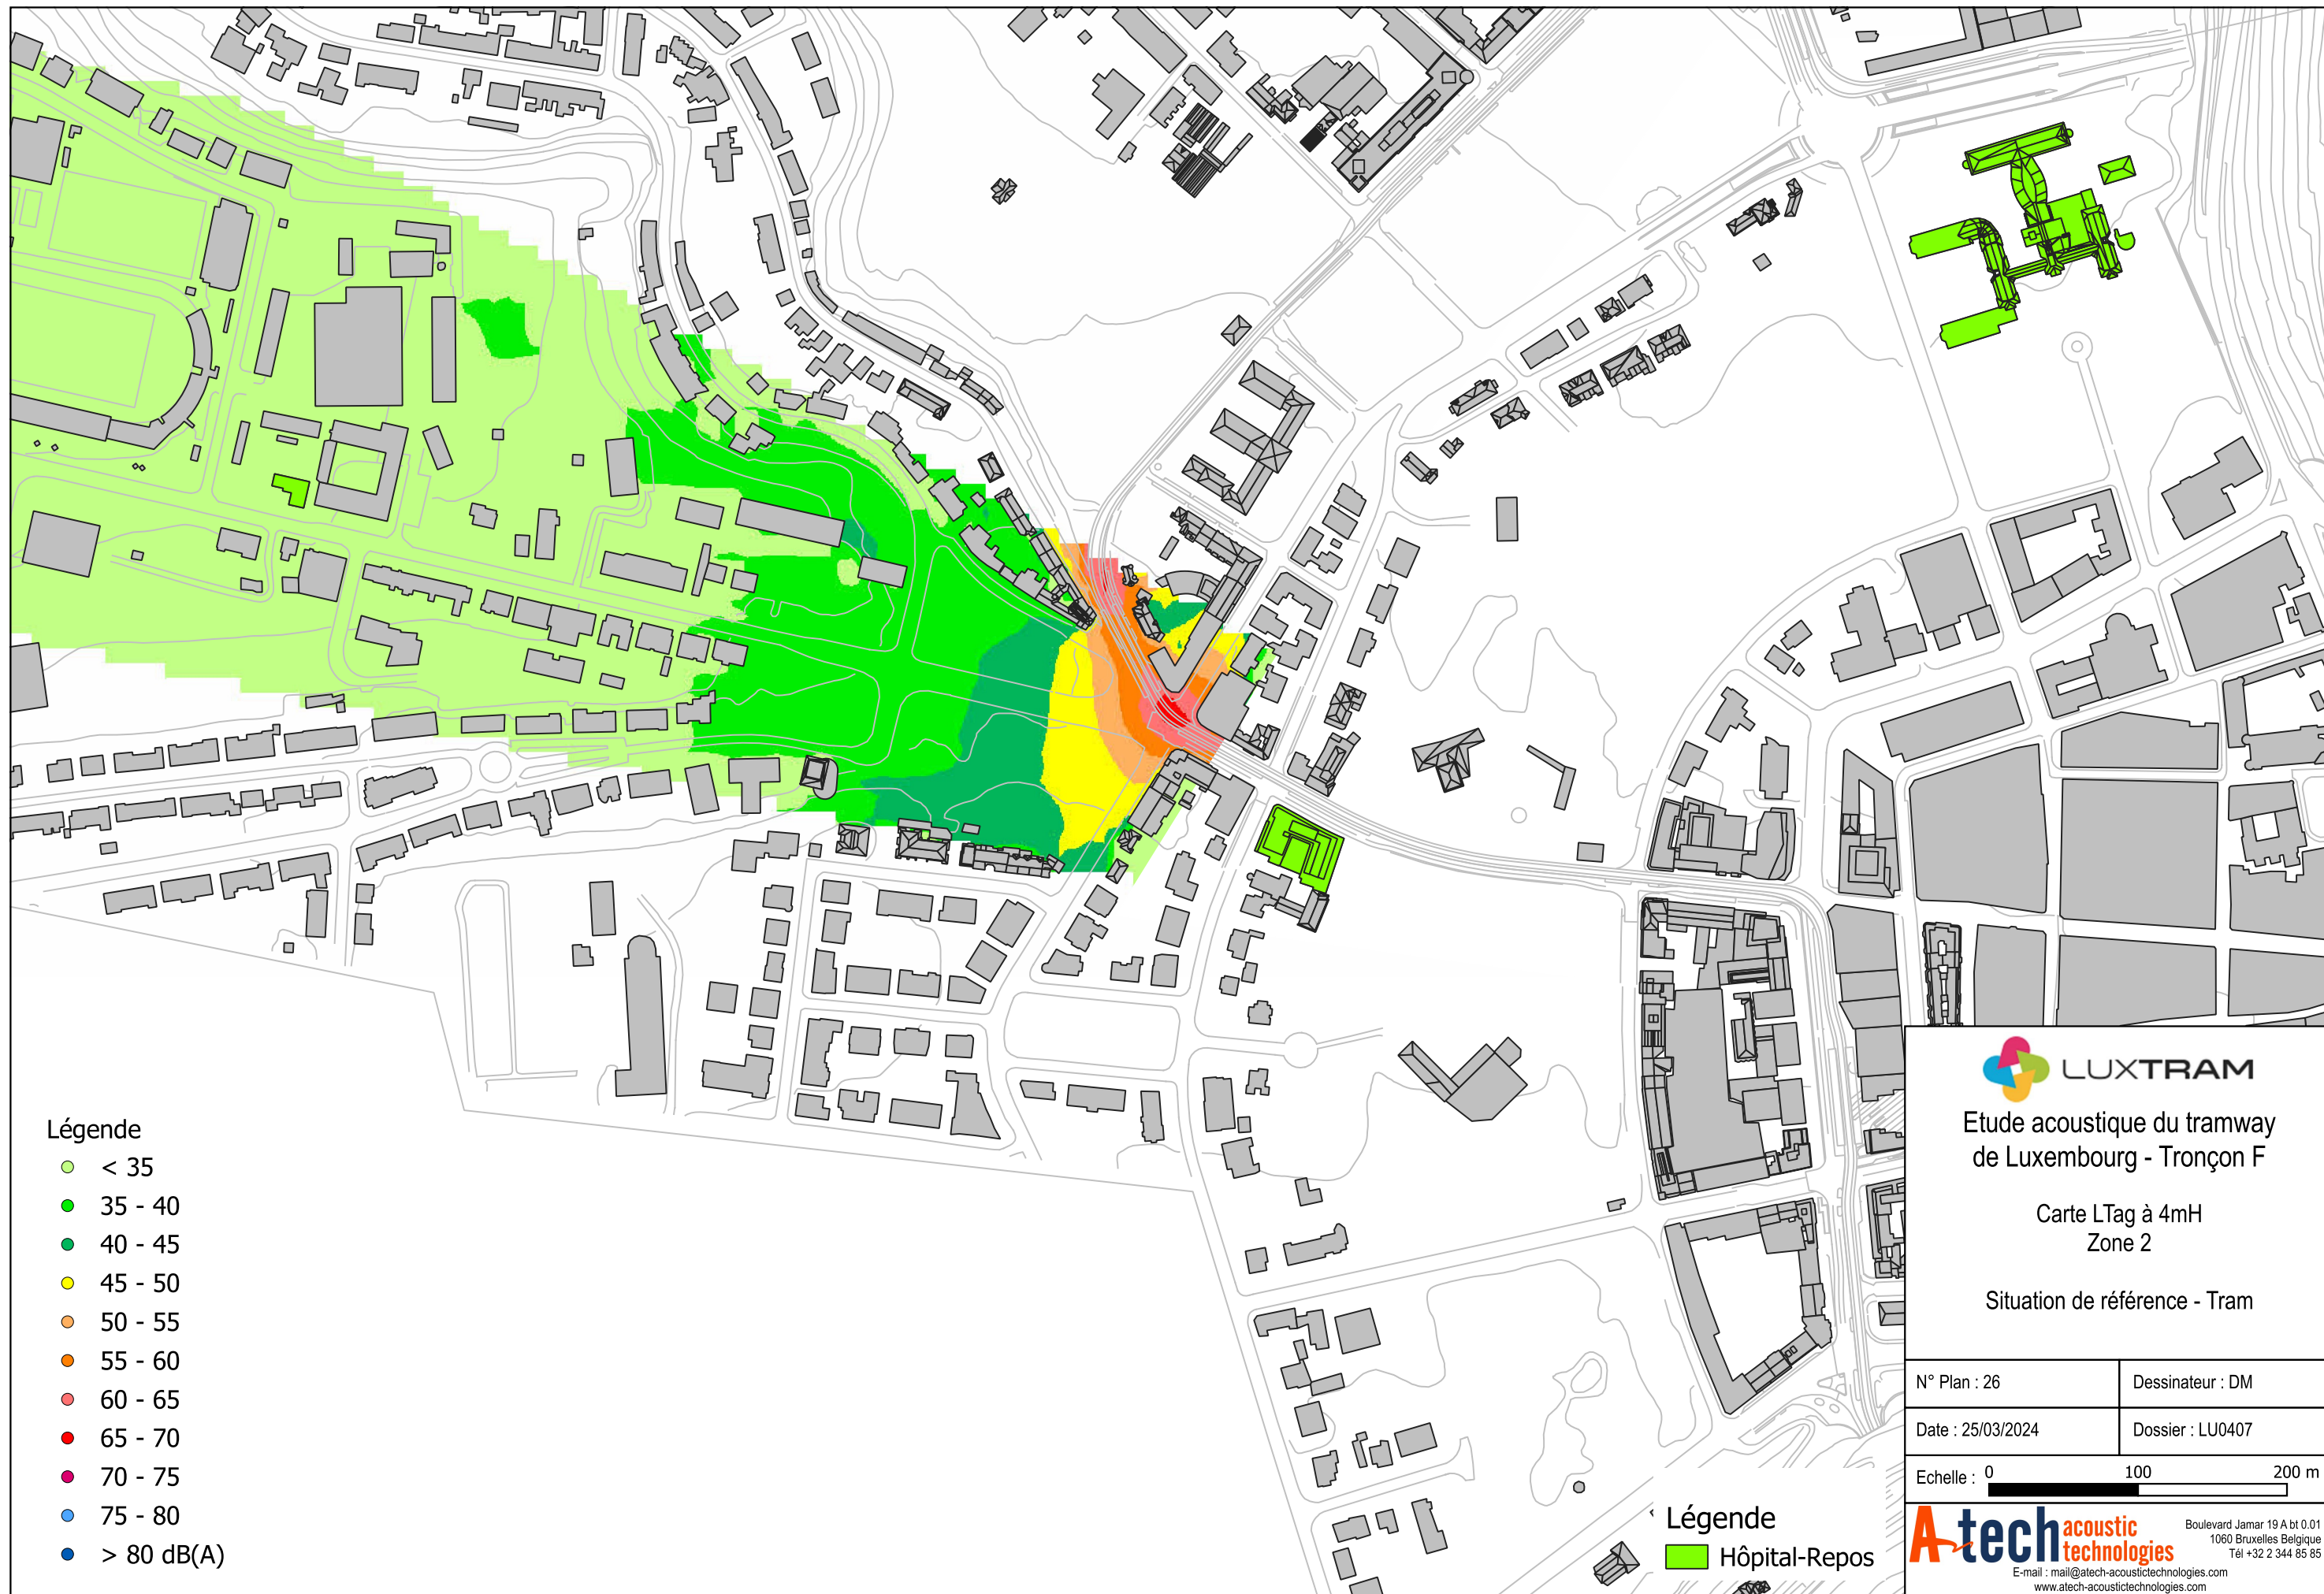 Légende
< 35
35 - 40
40 - 45
45 - 50
50 - 55
55 - 60
60 - 65
65 - 70
70 - 75
75 - 80
> 80 dB(A)
Légende
Hôpital-Repos
LUXTRAM
Etude acoustique du tramway
de Luxembourg - Tronçon F
Carte LTag à 4mH
Zone 2
Situation de référence - Tram
N° Plan : 26
Dessinateur : DM
Date : 25/03/2024
Dossier : LU0407
Echelle : 0 100 200 m
A-tech acoustic technologies
Boulevard Jamar 19 A bt 0.01
1060 Bruxelles Belgique
Tél +32 2 344 85 85
E-mail : mail@atech-acoustictechnologies.com
www.atech-acoustictechnologies.com